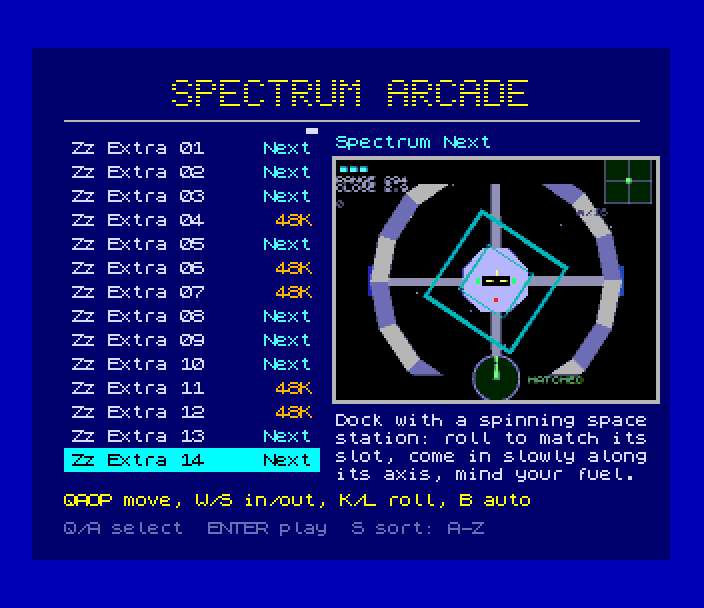 SPECTRUM ARCADE
Zz Extra 01 Next
Zz Extra 02 Next
Zz Extra 03 Next
Zz Extra 04 48K
Zz Extra 05 Next
Zz Extra 06 48K
Zz Extra 07 48K
Zz Extra 08 Next
Zz Extra 09 Next
Zz Extra 10 Next
Zz Extra 11 48K
Zz Extra 12 48K
Zz Extra 13 Next
Zz Extra 14 Next
Spectrum Next
MATCHED
Dock with a spinning space
station: roll to match its
slot, come in slowly along
its axis, mind your fuel.
QAOP move, W/S in/out, K/L roll, B auto
Q/A select ENTER play S sort: A-Z